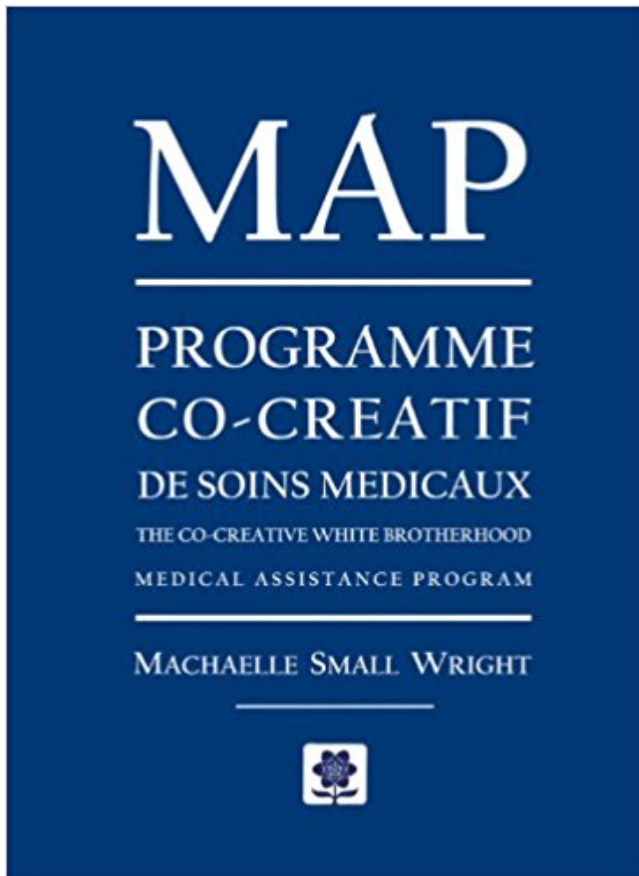 MAP
PROGRAMME
CO-CREATIF
DE SOINS MEDICAUX
THE CO-CREATIVE WHITE BROTHERHOOD
MEDICAL ASSISTANCE PROGRAM
MACHAELLE SMALL WRIGHT